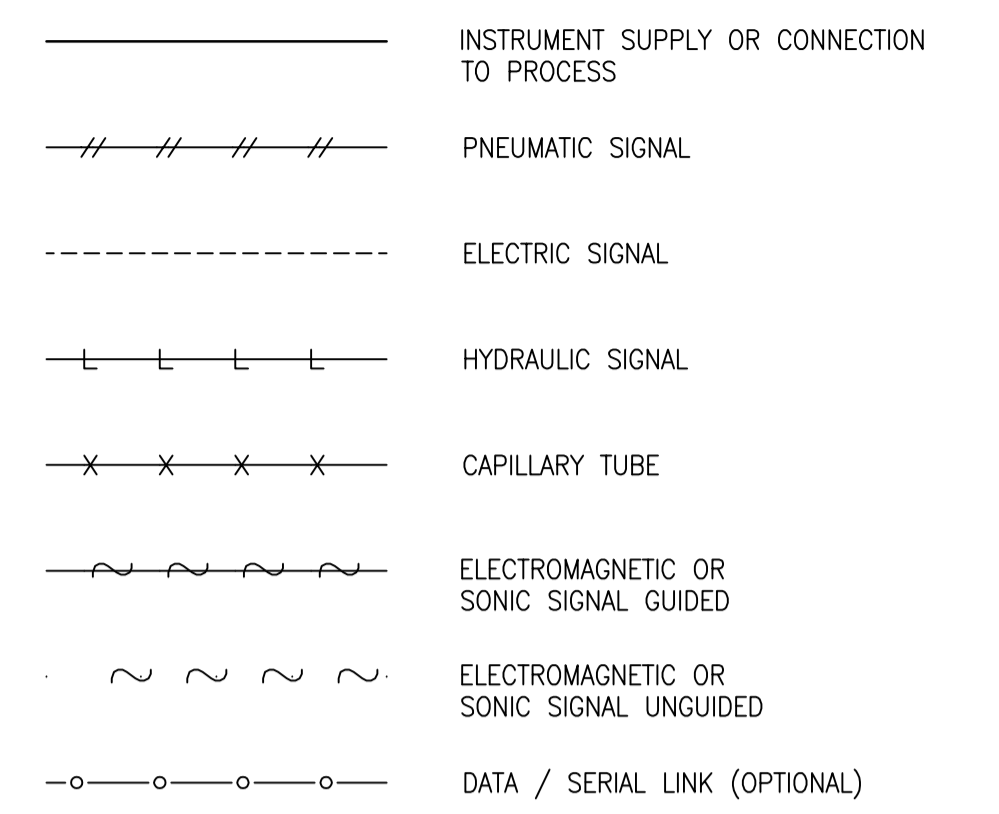 INSTRUMENT SUPPLY OR CONNECTION
TO PROCESS
PNEUMATIC SIGNAL
ELECTRIC SIGNAL
HYDRAULIC SIGNAL
CAPILLARY TUBE
ELECTROMAGNETIC OR
SONIC SIGNAL GUIDED
ELECTROMAGNETIC OR
SONIC SIGNAL UNGUIDED
DATA / SERIAL LINK (OPTIONAL)